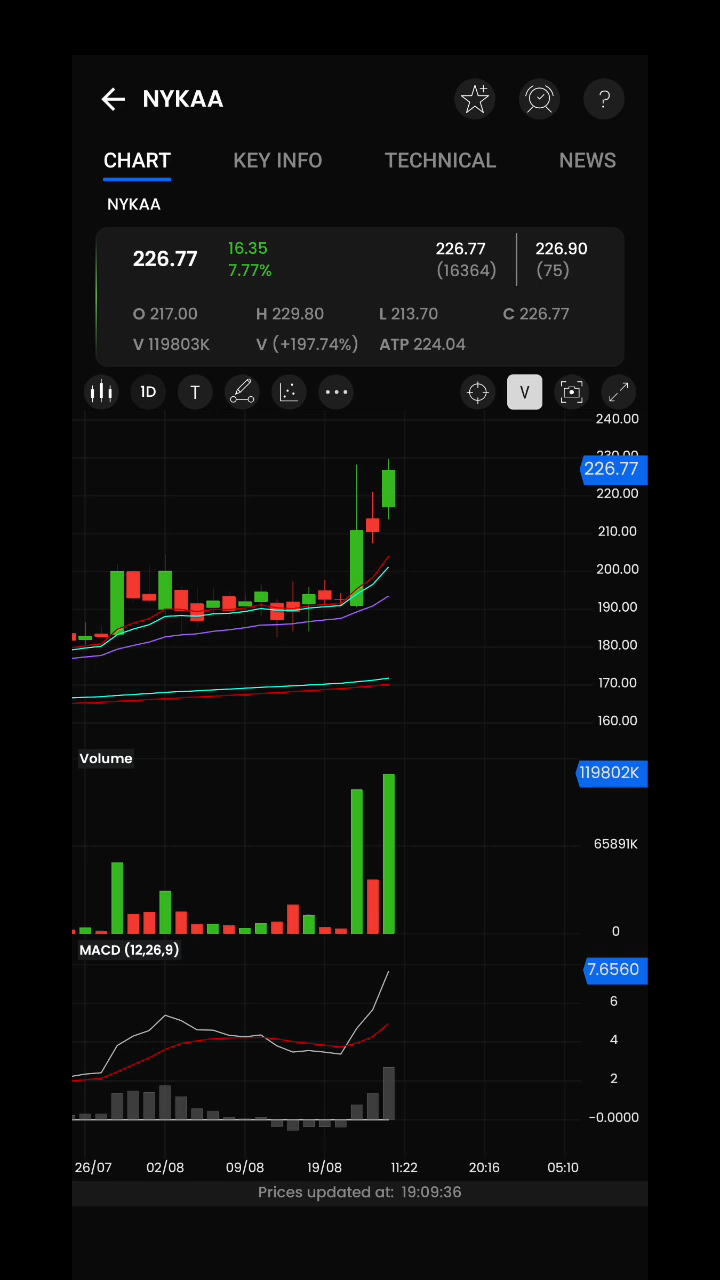 NYKAA
?
CHART KEY INFO TECHNICAL NEWS
NYKAA
226.77 16.35 226.77 226.90
7.77% (16364) (75)
O 217.00 H 229.80 L 213.70 C 226.77
V 119803K V (+197.74%) ATP 224.04
1D T V
240.00
230.00
226.77
220.00
210.00
200.00
190.00
180.00
170.00
160.00
Volume
119802K
65891K
0
MACD (12,26,9)
7.6560
6
4
2
-0.0000
26/07 02/08 09/08 19/08 11:22 20:16 05:10
Prices updated at: 19:09:36